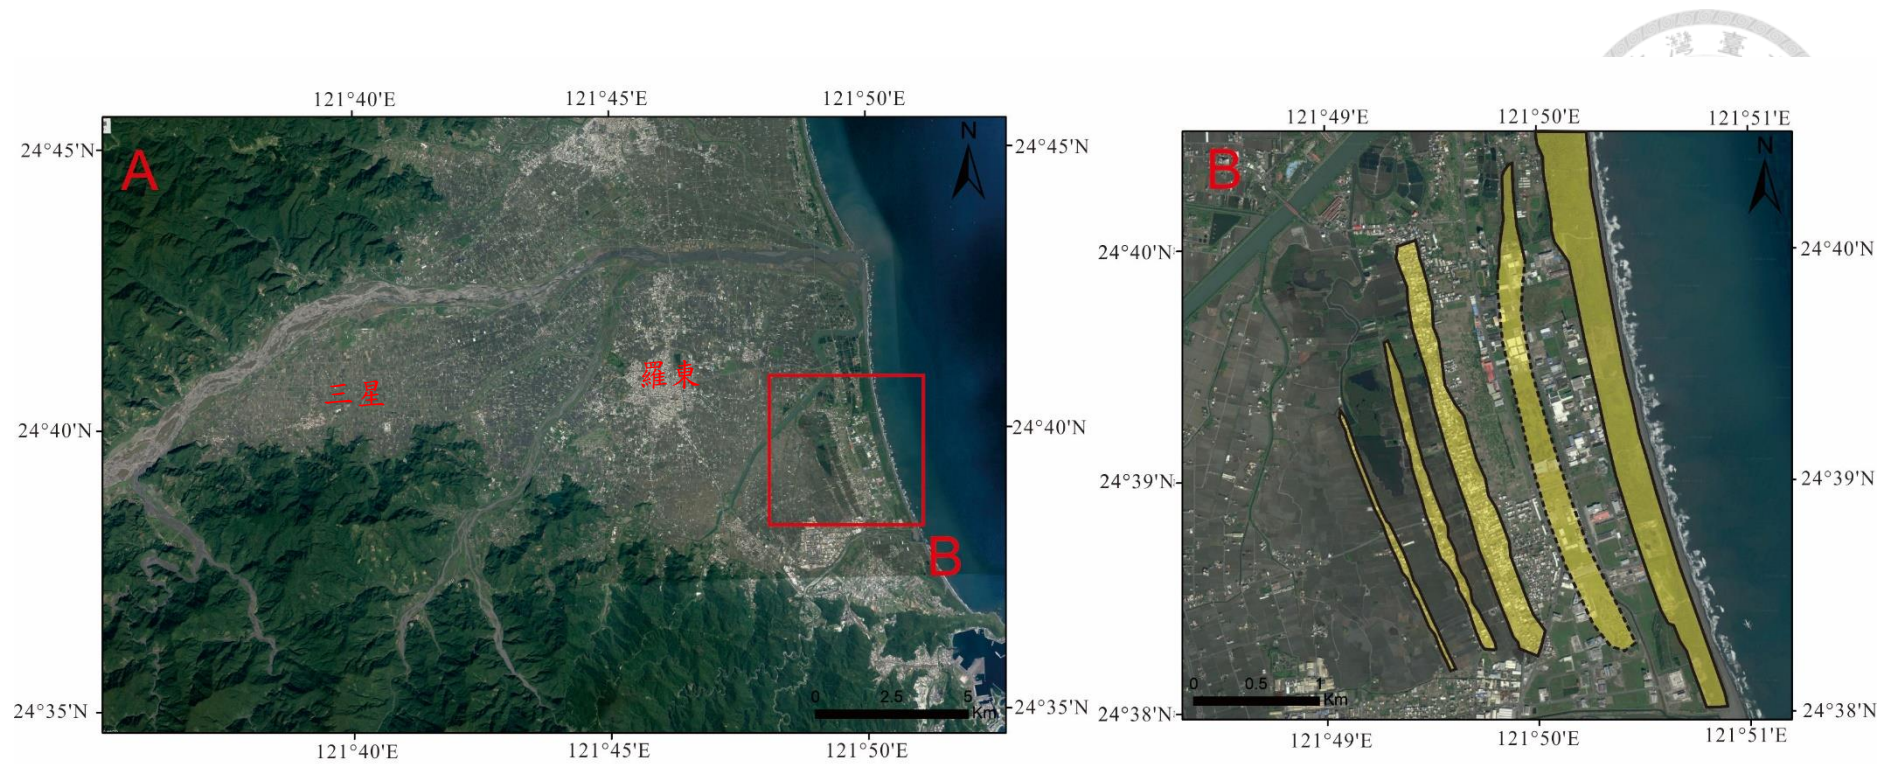 灣 臺
121°40'E 121°45'E 121°50'E
24°45'N 24°45'N
A
N
三星
羅東
24°40'N 24°40'N
B
0 2.5 5
Km
24°35'N 24°35'N
121°40'E 121°45'E 121°50'E
121°49'E 121°50'E 121°51'E
B
N
24°40'N 24°40'N
24°39'N 24°39'N
0 0.5 1
Km
24°38'N 24°38'N
121°49'E 121°50'E 121°51'E